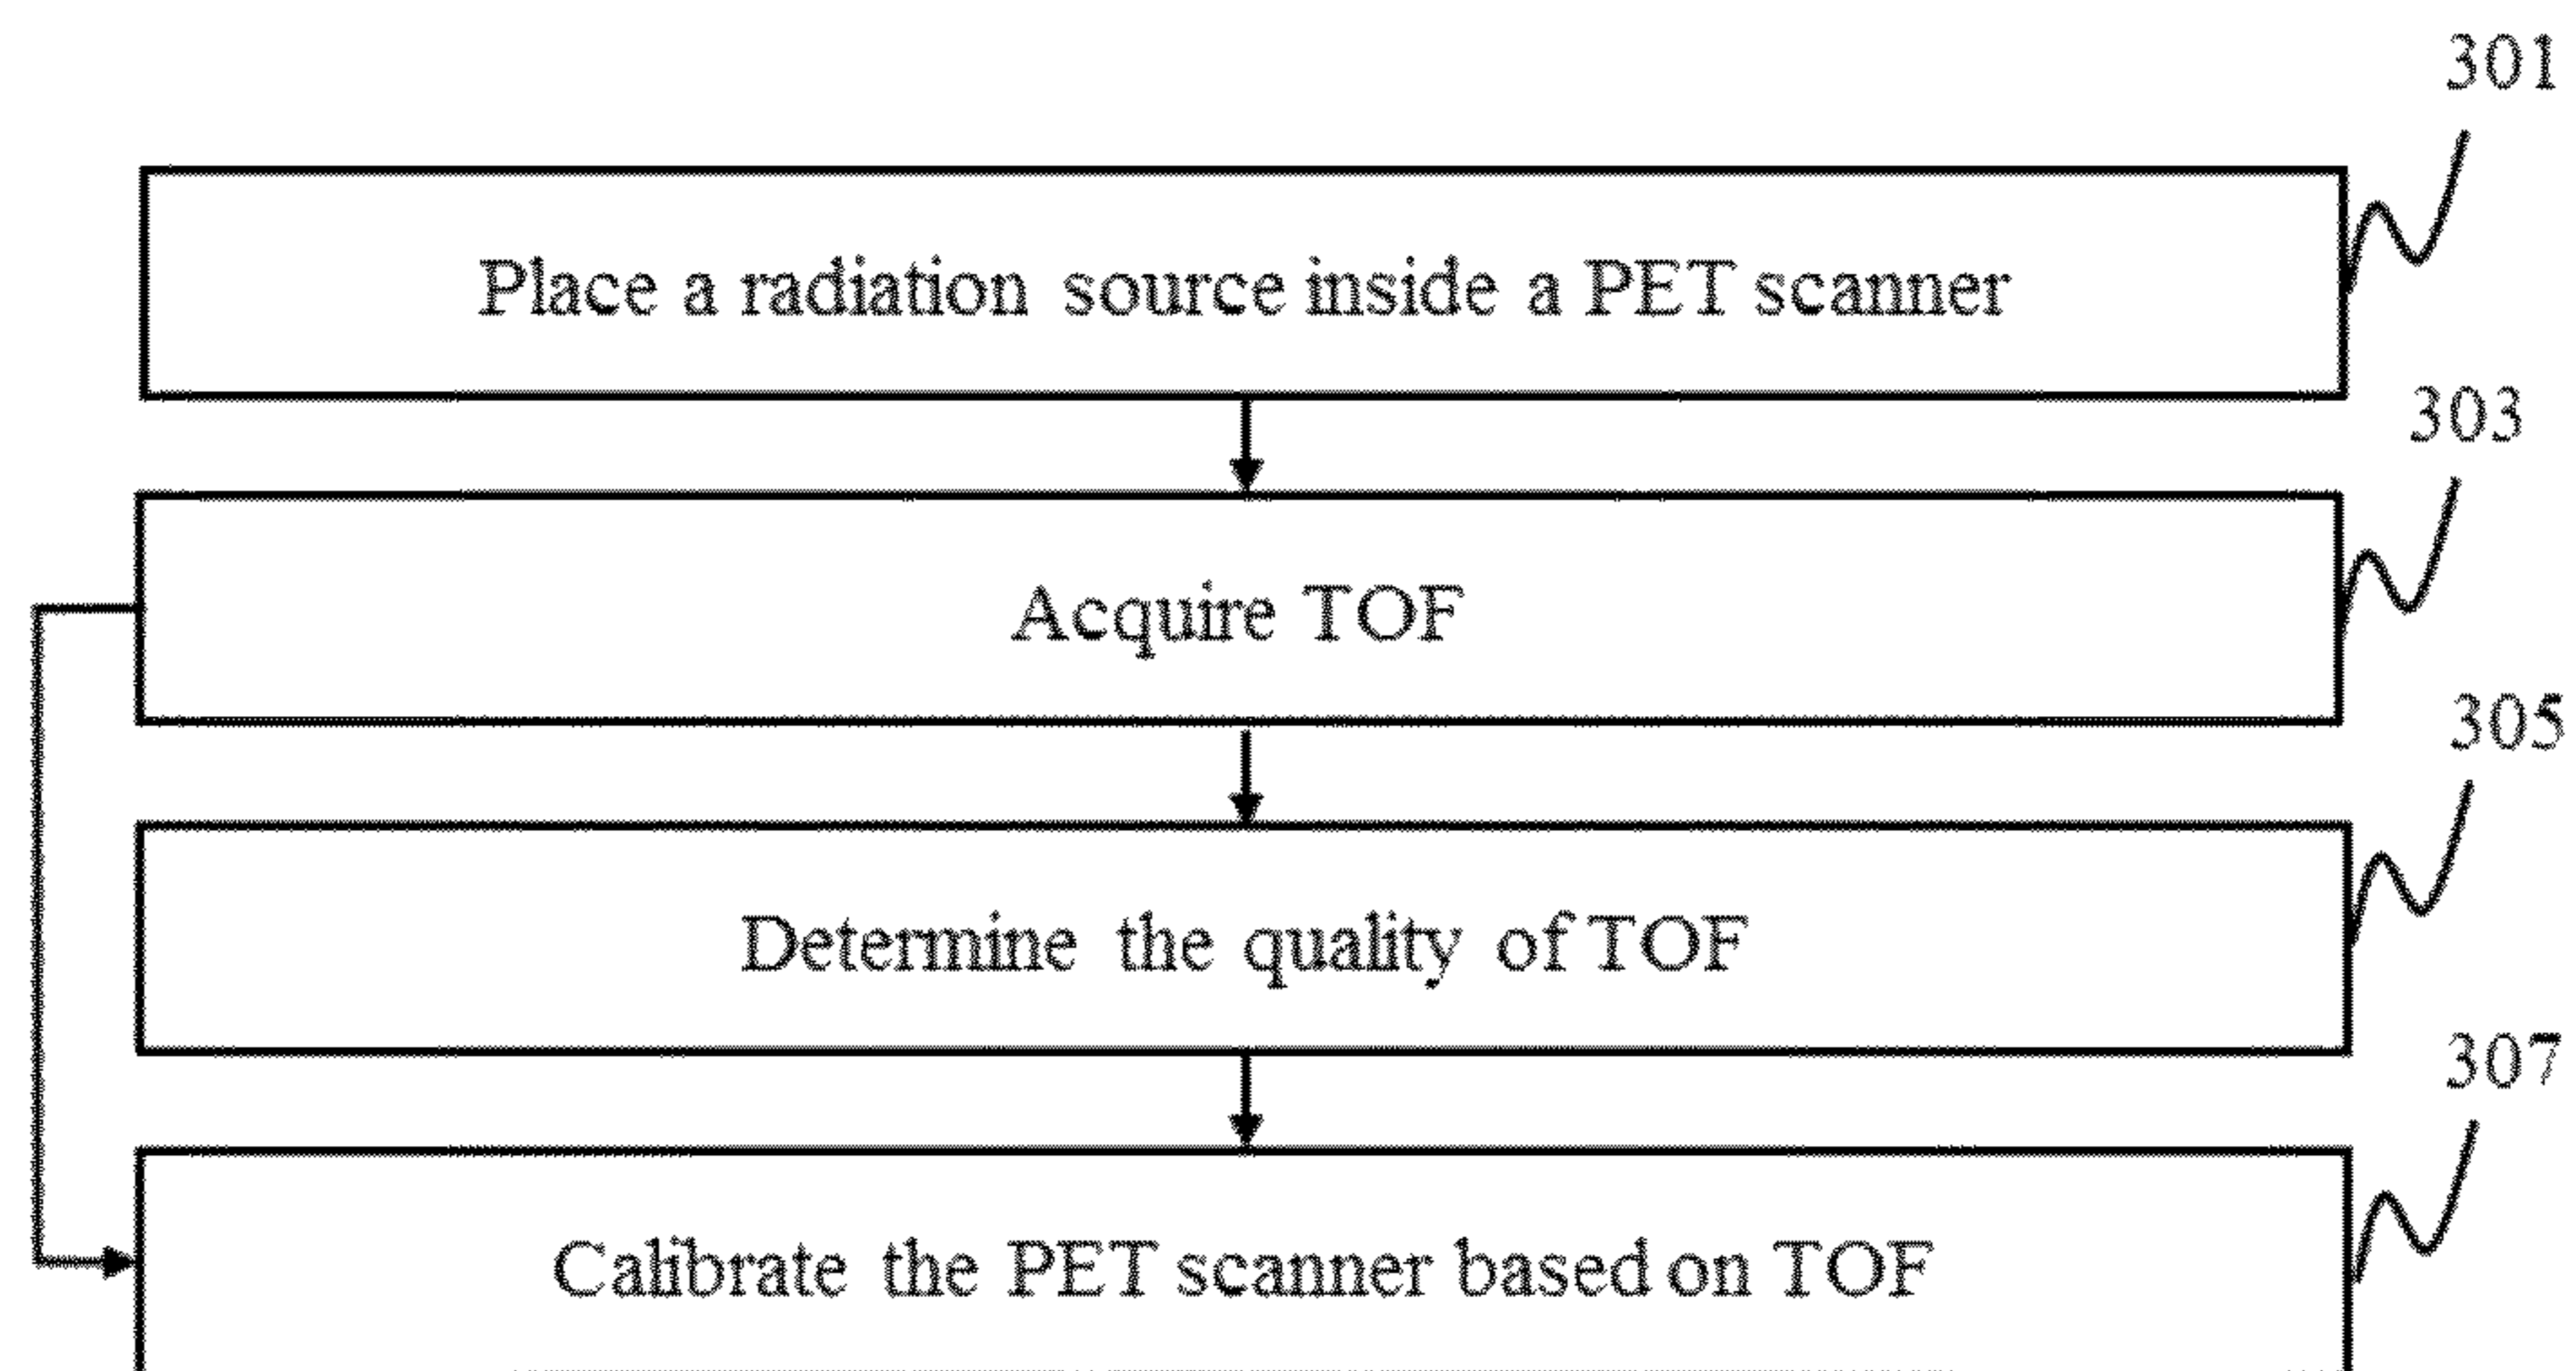 301
Place a radiation source inside a PET scanner
303
Acquire TOF
305
Determine the quality of TOF
307
Calibrate the PET scanner based on TOF